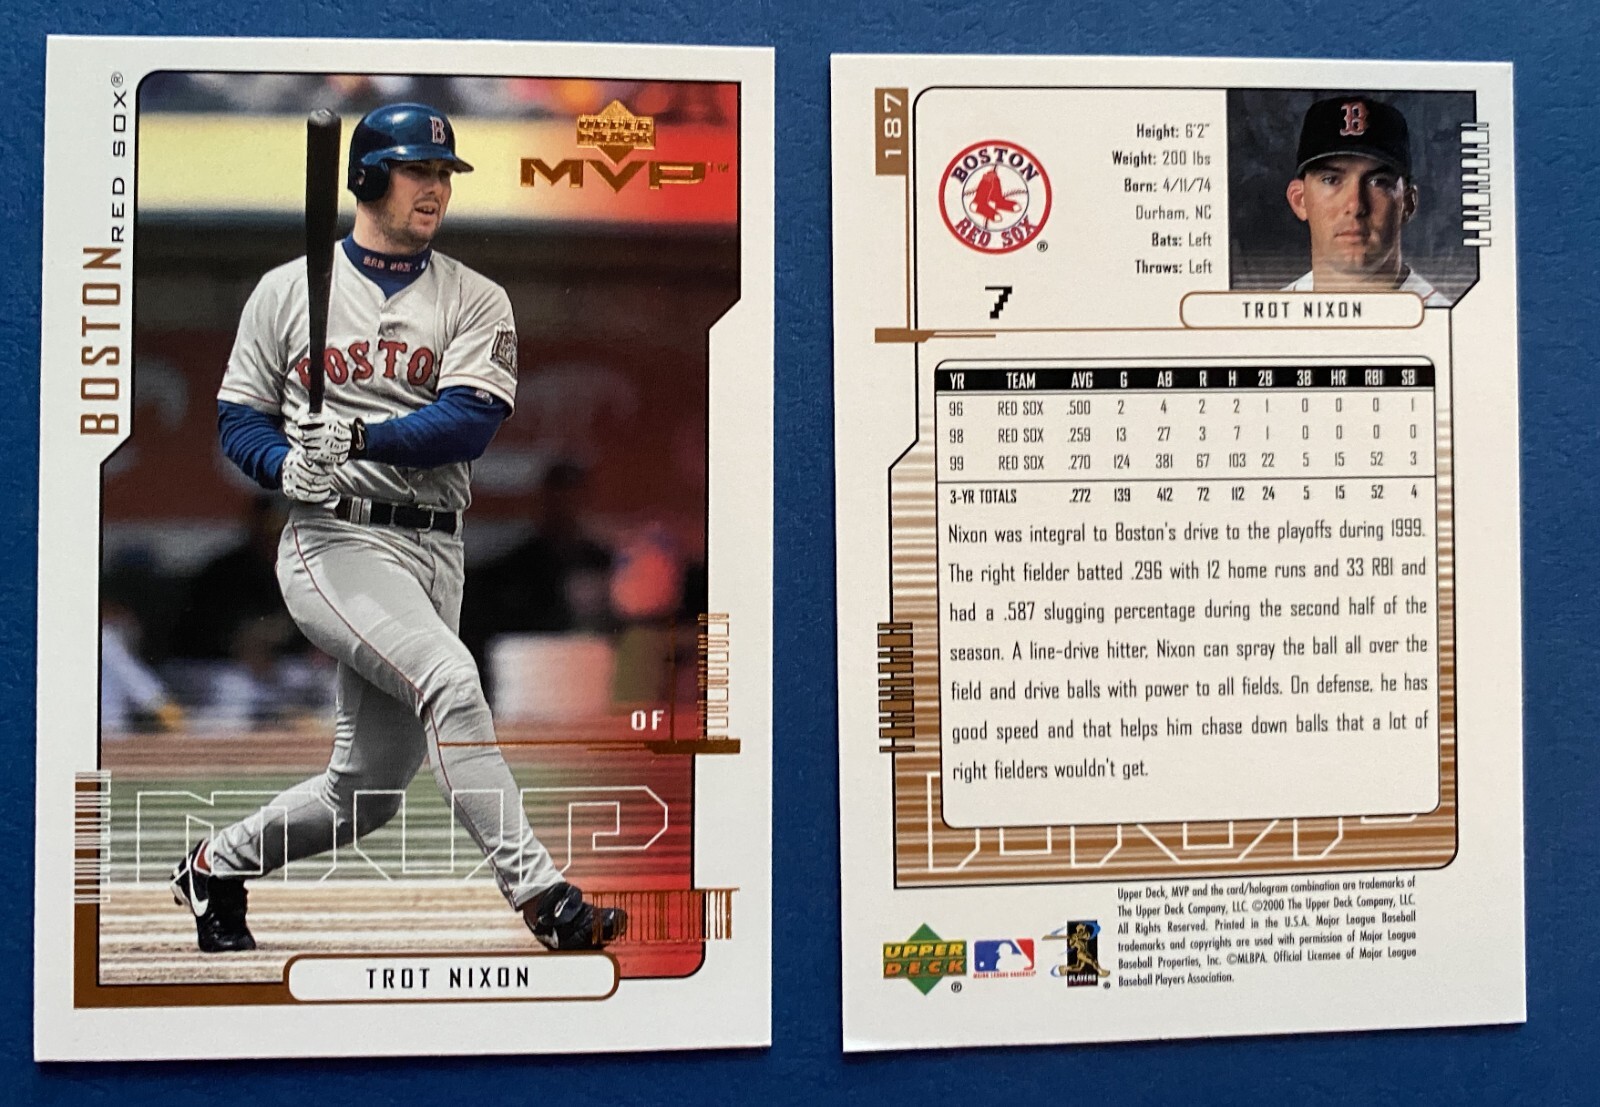 BOSTON RED SOX®
UPPER DECK
MVP™
B
RED SOX
BOSTO
OF
MVP
TROT NIXON
187
BOSTON
RED SOX
®
7
Height: 6'2"
Weight: 200 lbs
Born: 4/11/74
Durham, NC
Bats: Left
Throws: Left
B
TROT NIXON
YR TEAM AVG G AB R H 2B 3B HR RBI SB
96 RED SOX .500 2 4 2 2 1 0 0 0 1
98 RED SOX .259 13 27 3 7 1 0 0 0 0
99 RED SOX .270 124 381 67 103 22 5 15 52 3
3-YR TOTALS .272 139 412 72 112 24 5 15 52 4
Nixon was integral to Boston's drive to the playoffs during 1999.
The right fielder batted .296 with 12 home runs and 33 RBI and
had a .587 slugging percentage during the second half of the
season. A line-drive hitter, Nixon can spray the ball all over the
field and drive balls with power to all fields. On defense, he has
good speed and that helps him chase down balls that a lot of
right fielders wouldn't get.
Upper Deck, MVP and the card/hologram combination are trademarks of
The Upper Deck Company, LLC. ©2000 The Upper Deck Company, LLC.
All Rights Reserved. Printed in the U.S.A. Major League Baseball
trademarks and copyrights are used with permission of Major League
Baseball Properties, Inc. ©MLBPA. Official Licensee of Major League
Baseball Players Association.
UPPER DECK ®
MAJOR LEAGUE BASEBALL
PLAYERS ®